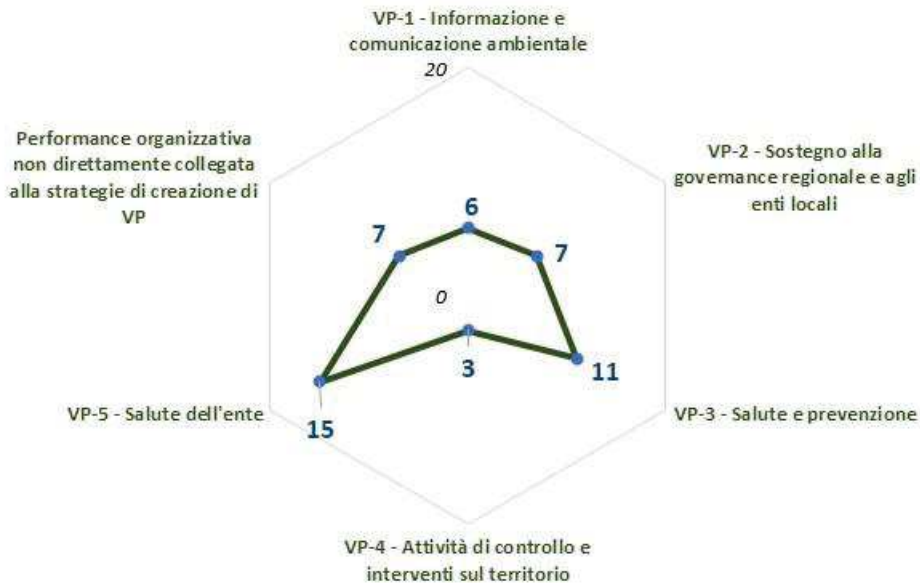 VP-1 - Informazione e
comunicazione ambientale
20
Performance organizzativa
non direttamente collegata
alla strategie di creazione di
VP
VP-2 - Sostegno alla
governance regionale e agli
enti locali
6
7
7
0
3
11
15
VP-5 - Salute dell'ente
VP-3 - Salute e prevenzione
VP-4 - Attività di controllo e
interventi sul territorio